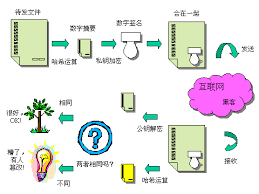 待发文件
数字摘要
数字签名
合在一起
哈希运算
私钥加密
发送
互联网
黑客
很好,
OK!
相同
公钥解密
接收
糟了,
有人
篡改!
两者相同吗?
不同
哈希运算